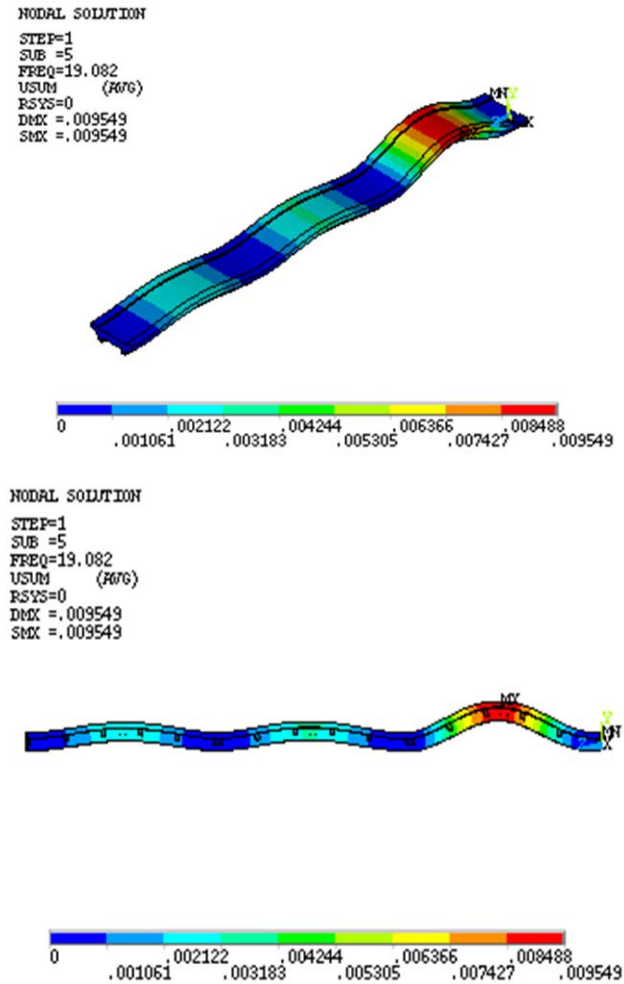 NODAL SOLUTION
STEP=1
SUB =5
FREQ=19.082
USUM (AVG)
RSYS=0
DMX =.009549
SMX =.009549
MN Y
Z X
0 .002122 .004244 .006366 .008488
.001061 .003183 .005305 .007427 .009549
NODAL SOLUTION
STEP=1
SUB =5
FREQ=19.082
USUM (AVG)
RSYS=0
DMX =.009549
SMX =.009549
MX
Y
MN
Z X
0 .002122 .004244 .006366 .008488
.001061 .003183 .005305 .007427 .009549